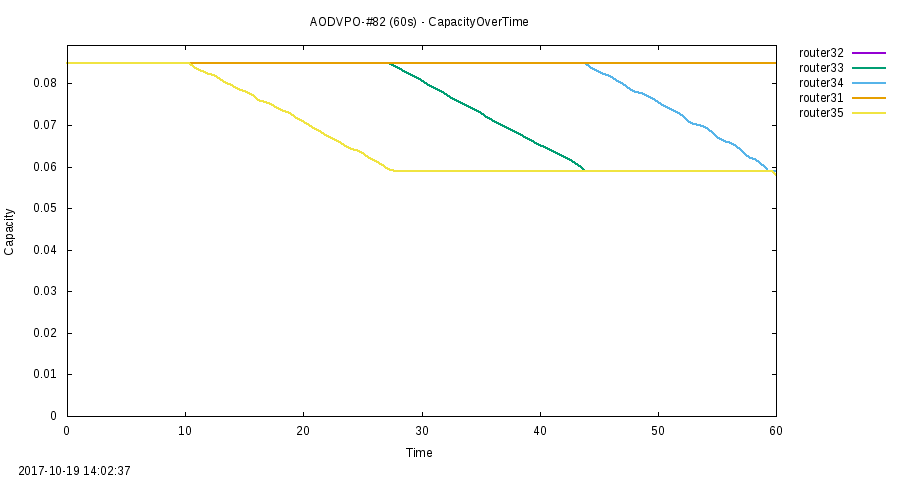 AODVPO-#82 (60s) - CapacityOverTime
router32
router33
router34
router31
router35
0.08
0.07
0.06
0.05
0.04
0.03
0.02
0.01
0
Capacity
0 10 20 30 40 50 60
Time
2017-10-19 14:02:37